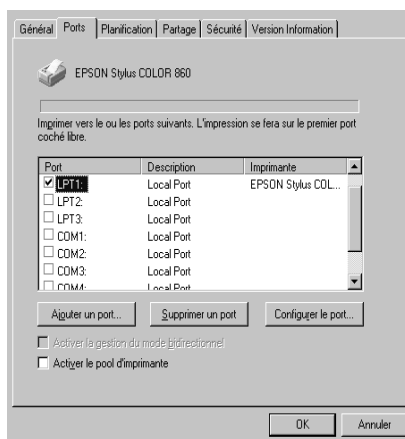 Général Ports Planification Partage Sécurité Version Information
EPSON Stylus COLOR 860
Imprimer vers le ou les ports suivants. L'impression se fera sur le premier port
coché libre.
Port Description Imprimante
LPT1: Local Port EPSON Stylus COL...
LPT2: Local Port
LPT3: Local Port
COM1: Local Port
COM2: Local Port
COM3: Local Port
COM4: Local Port
Ajouter un port... Supprimer un port Configurer le port...
Activer la gestion du mode bidirectionnel
Activer le pool d'imprimante
OK Annuler